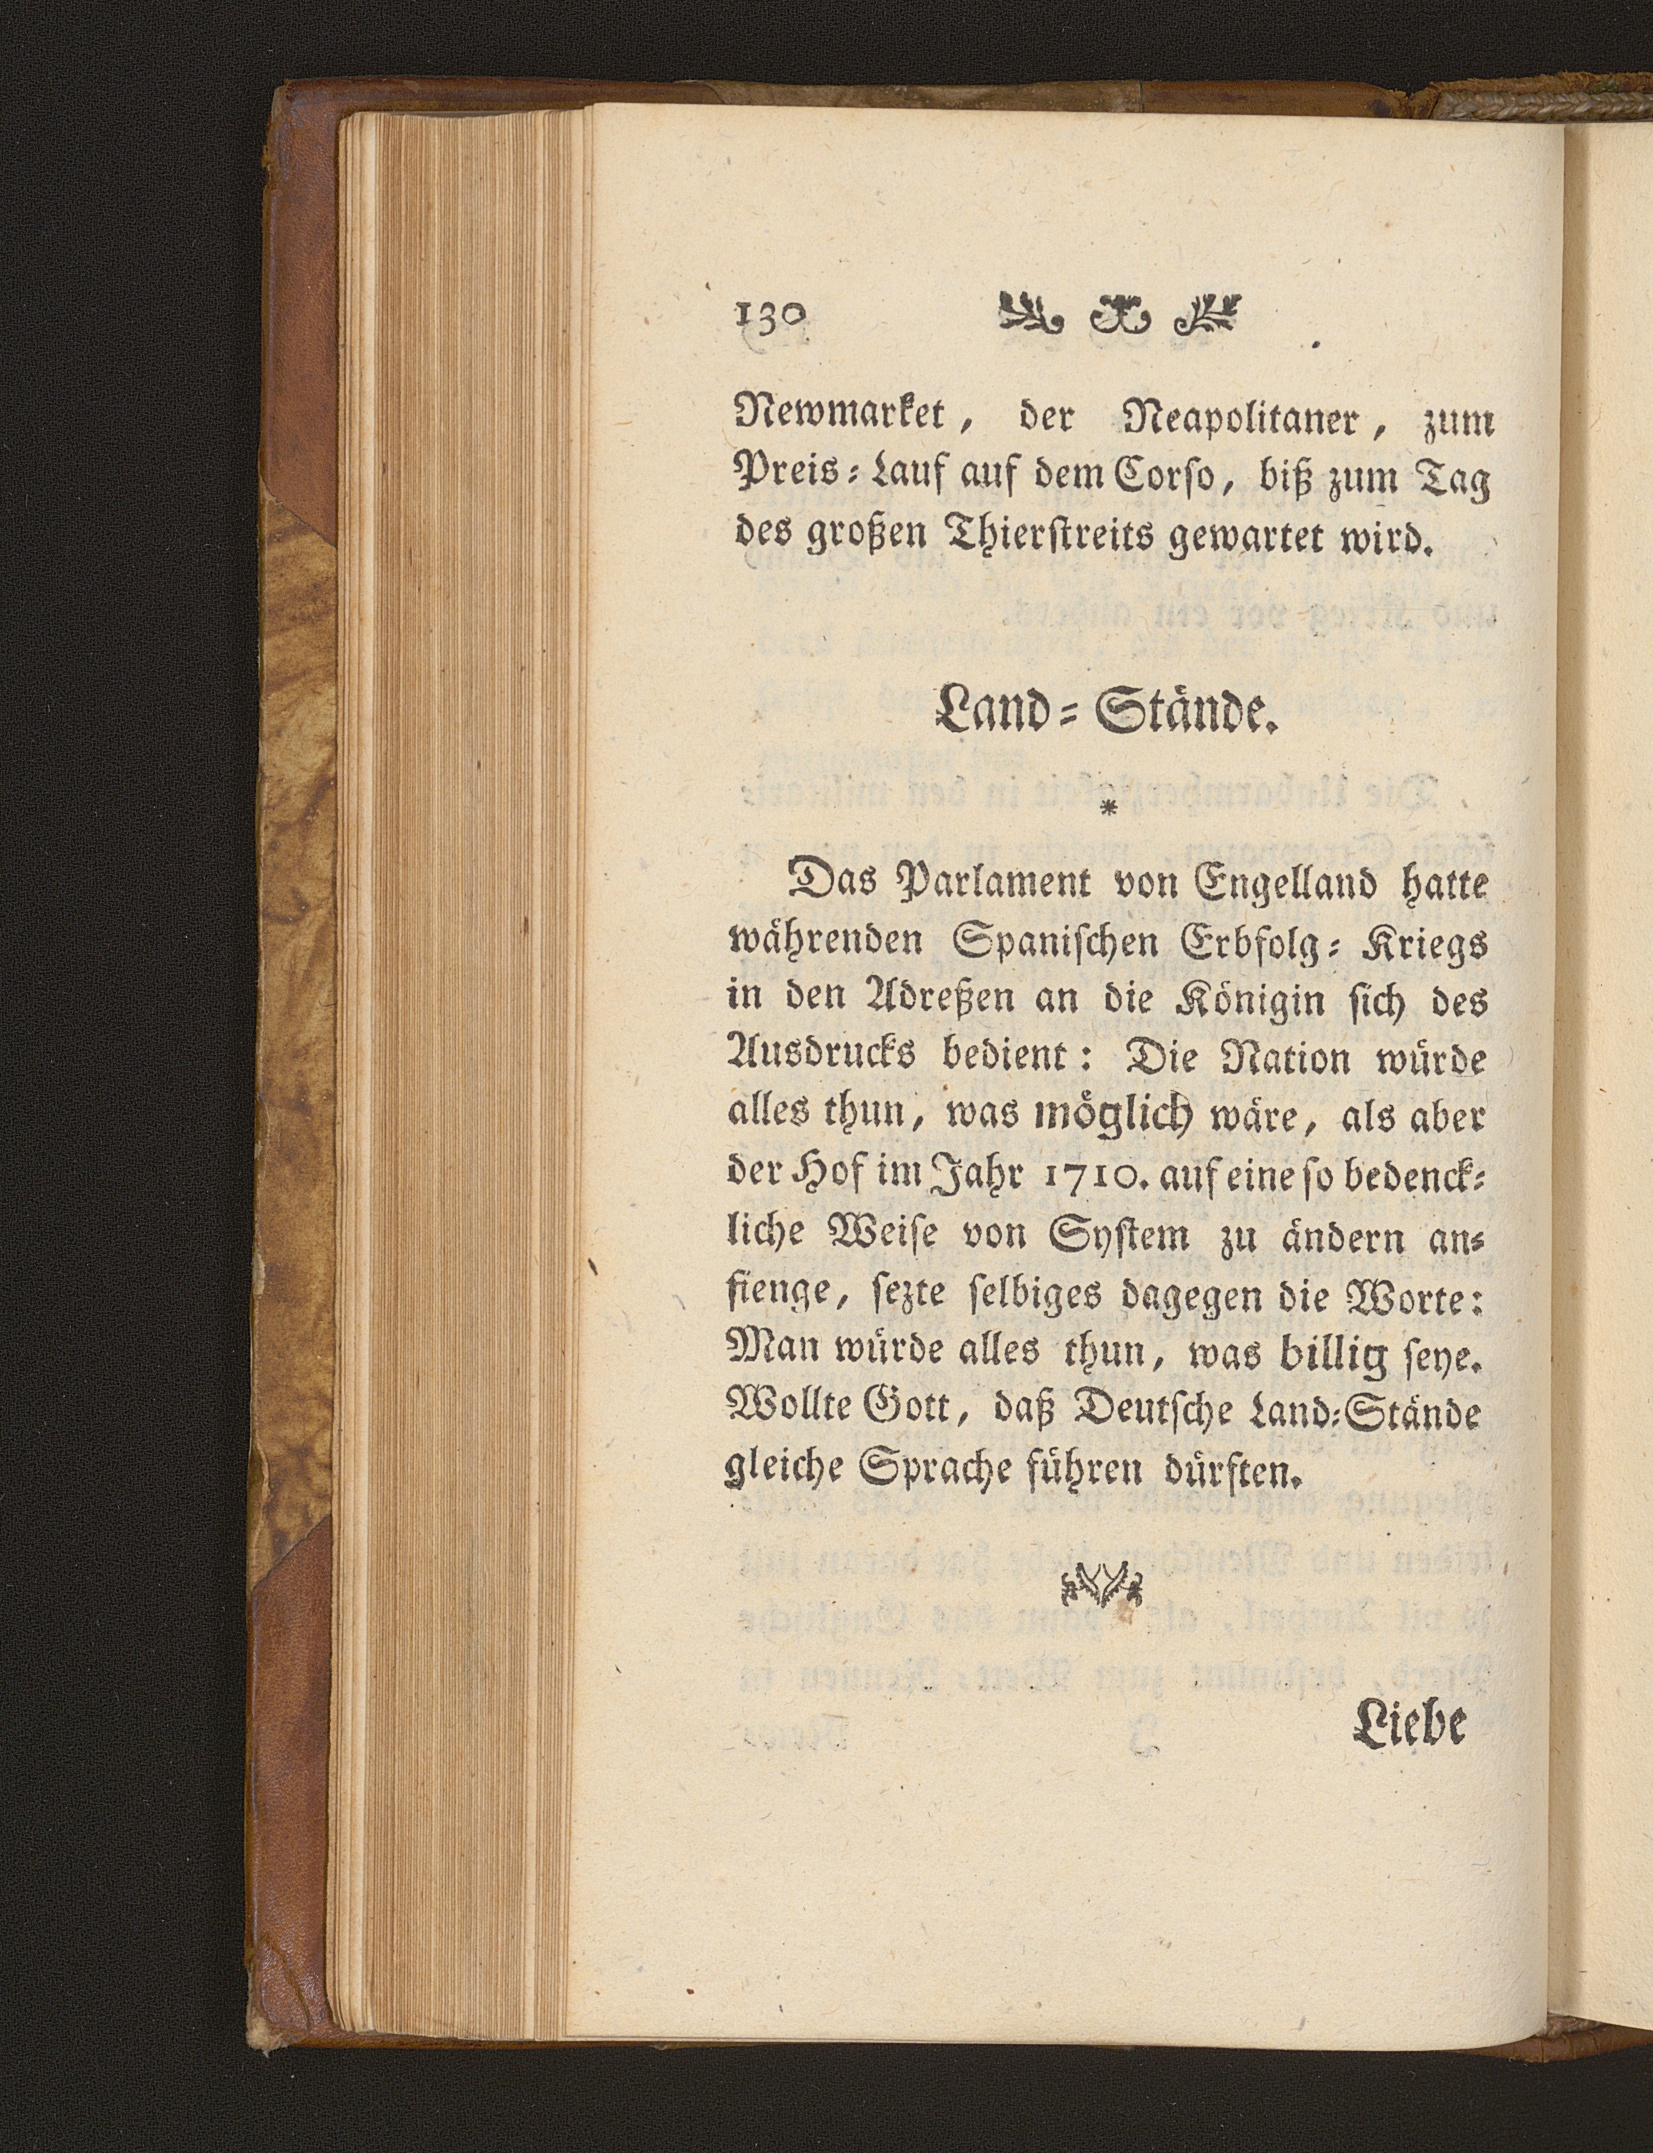 130
Newmarket, der Neapolitaner, zum
Preis-Lauf auf dem Corſo, biß zum Tag
des großen Thierſtreits gewartet wird.
Land-Stände.
*
Das Parlament von Engelland hatte
währenden Spaniſchen Erbfolg-Kriegs
in den Adreßen an die Königin ſich des
Ausdrucks bedient: Die Nation würde
alles thun, was möglich wäre, als aber
der Hof im Jahr 1710. auf eine ſo bedenck-
liche Weiſe von Syſtem zu ändern an-
fienge, ſezte ſelbiges dagegen die Worte:
Man würde alles thun, was billig ſeye.
Wollte Gott, daß Deutſche Land-Stände
gleiche Sprache führen dürften.
Liebe